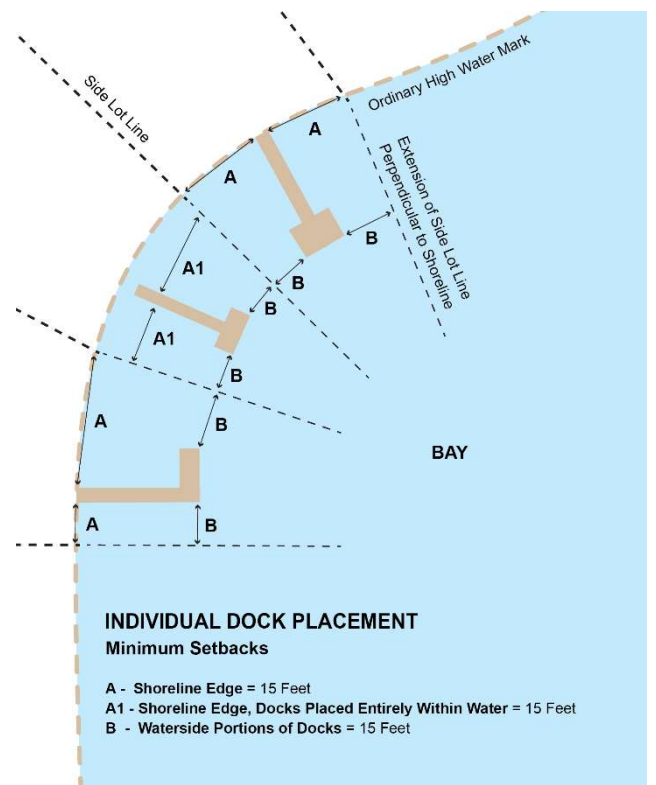 Ordinary High Water Mark
Side Lot Line
A
A
Extension of Side Lot Line
Perpendicular to Shoreline
B
A1
B
B
A1
B
A
B
BAY
A
B
INDIVIDUAL DOCK PLACEMENT
Minimum Setbacks
A - Shoreline Edge = 15 Feet
A1 - Shoreline Edge, Docks Placed Entirely Within Water = 15 Feet
B - Waterside Portions of Docks = 15 Feet